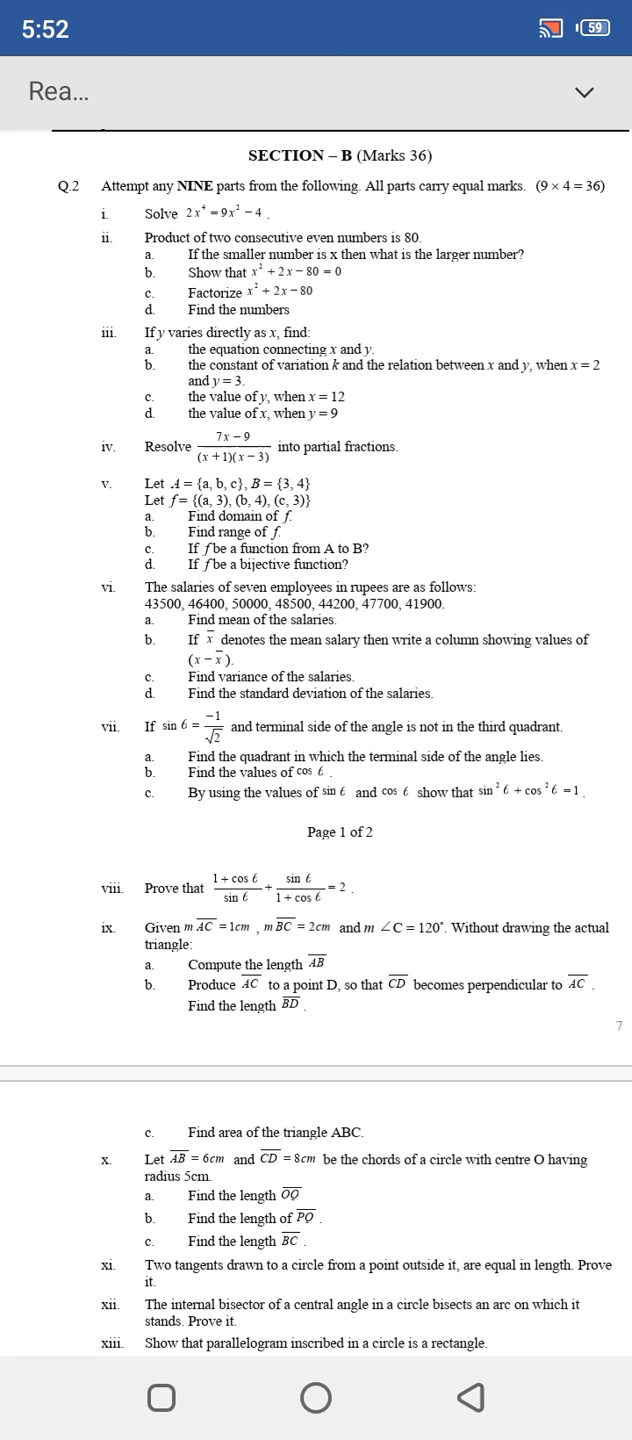 5:52
59
Rea...
SECTION – B (Marks 36)
Q.2 Attempt any NINE parts from the following. All parts carry equal marks. (9 × 4 = 36)
i. Solve 2x⁴ = 9x² − 4 .
ii. Product of two consecutive even numbers is 80.
a. If the smaller number is x then what is the larger number?
b. Show that x² + 2x − 80 = 0
c. Factorize x² + 2x − 80
d. Find the numbers
iii. If y varies directly as x, find:
a. the equation connecting x and y.
b. the constant of variation k and the relation between x and y, when x = 2
and y = 3.
c. the value of y, when x = 12
d. the value of x, when y = 9
iv. Resolve (7x − 9)/((x + 1)(x − 3)) into partial fractions.
v. Let A = {a, b, c}, B = {3, 4}
Let f = {(a, 3), (b, 4), (c, 3)}
a. Find domain of f.
b. Find range of f.
c. If f be a function from A to B?
d. If f be a bijective function?
vi. The salaries of seven employees in rupees are as follows:
43500, 46400, 50000, 48500, 44200, 47700, 41900.
a. Find mean of the salaries.
b. If x̅ denotes the mean salary then write a column showing values of
(x − x̅).
c. Find variance of the salaries.
d. Find the standard deviation of the salaries.
vii. If sin 6 = −1/√2 and terminal side of the angle is not in the third quadrant.
a. Find the quadrant in which the terminal side of the angle lies.
b. Find the values of cos 6 .
c. By using the values of sin 6 and cos 6 show that sin² 6 + cos² 6 = 1 .
Page 1 of 2
viii. Prove that (1 + cos 6)/(sin 6) + (sin 6)/(1 + cos 6) = 2 .
ix. Given m A̅C̅ = 1cm , m B̅C̅ = 2cm and m ∠C = 120°. Without drawing the actual
triangle:
a. Compute the length A̅B̅
b. Produce A̅C̅ to a point D, so that C̅D̅ becomes perpendicular to A̅C̅ .
Find the length B̅D̅ .
7
c. Find area of the triangle ABC.
x. Let A̅B̅ = 6cm and C̅D̅ = 8cm be the chords of a circle with centre O having
radius 5cm.
a. Find the length O̅Q̅
b. Find the length of P̅Q̅ .
c. Find the length B̅C̅ .
xi. Two tangents drawn to a circle from a point outside it, are equal in length. Prove
it.
xii. The internal bisector of a central angle in a circle bisects an arc on which it
stands. Prove it.
xiii. Show that parallelogram inscribed in a circle is a rectangle.